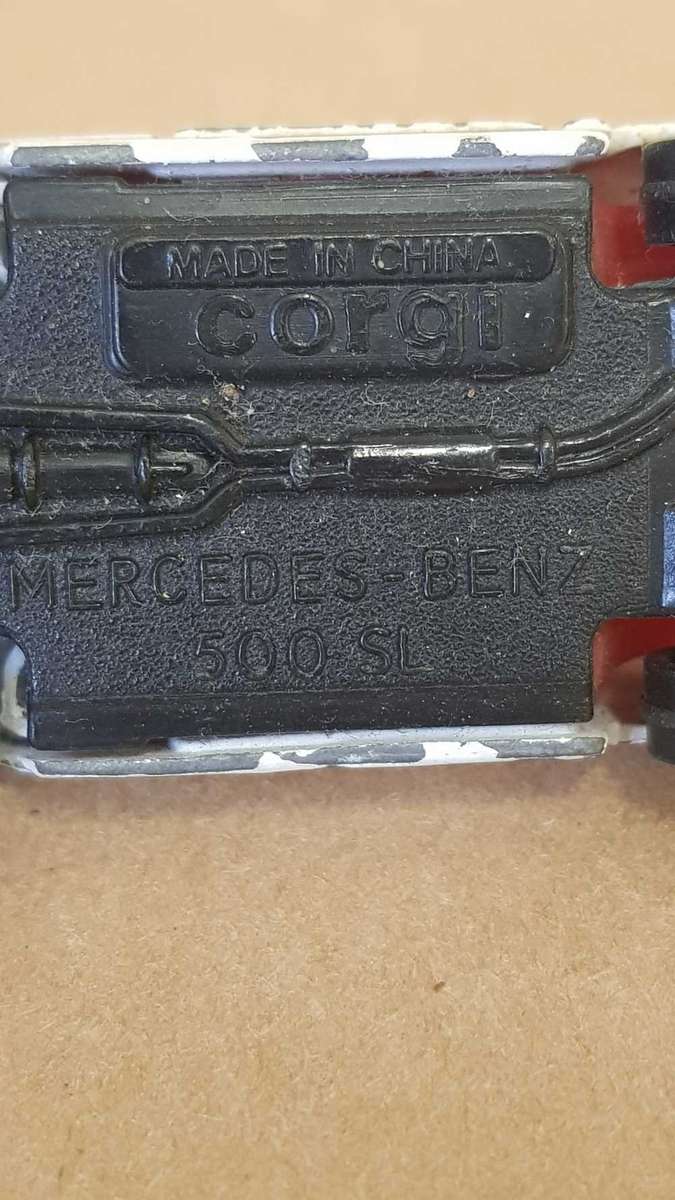 MADE IN CHINA
corgi
MERCEDES-BENZ
500 SL